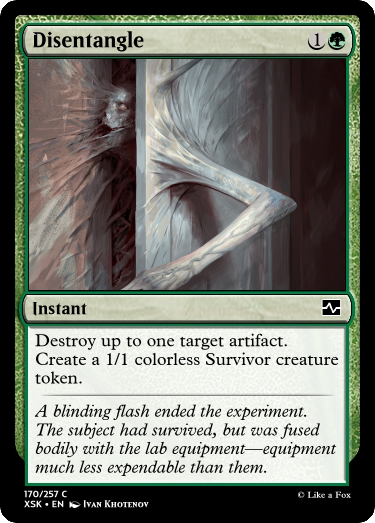 Disentangle 1
Instant
Destroy up to one target artifact.
Create a 1/1 colorless Survivor creature
token.
A blinding flash ended the experiment.
The subject had survived, but was fused
bodily with the lab equipment—equipment
much less expendable than them.
170/257 C
XSK • EN Ivan Khotenov
© Like a Fox